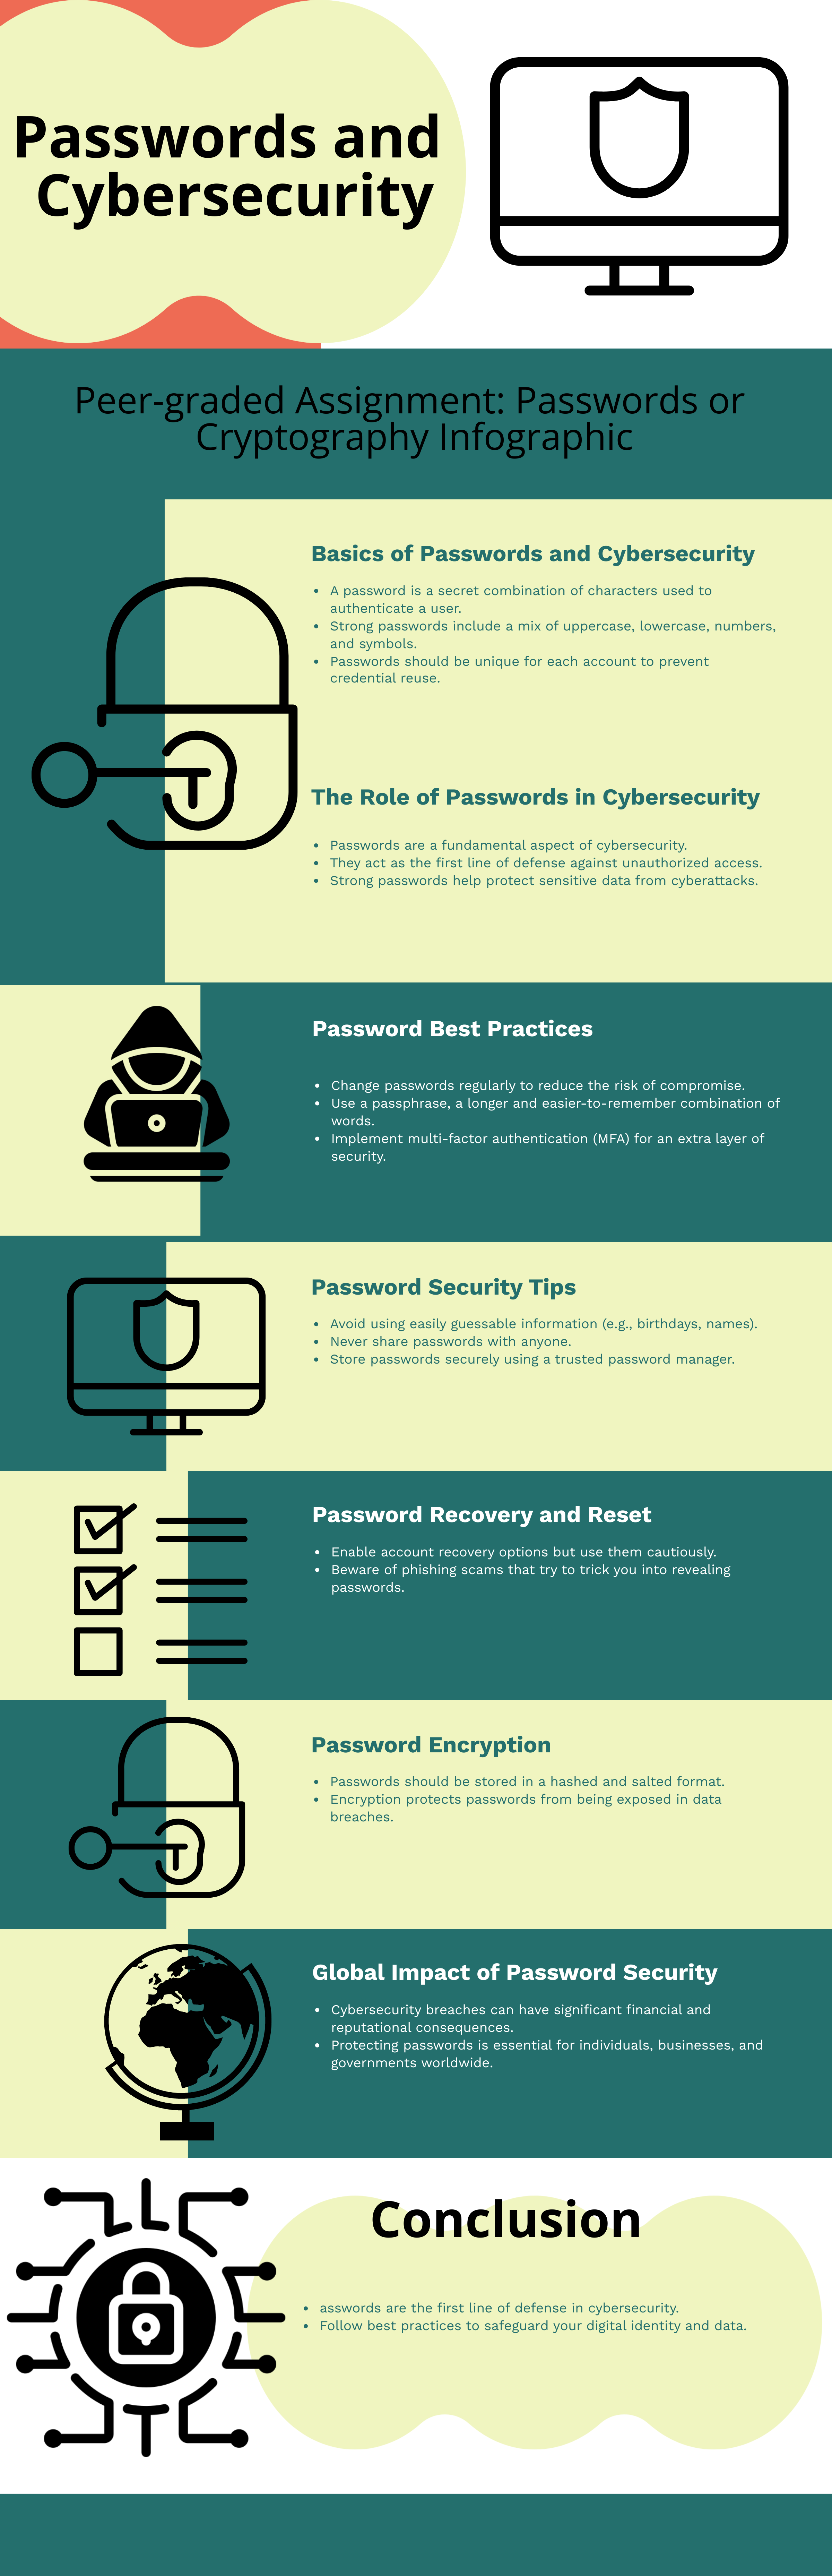 Passwords and
Cybersecurity
Peer-graded Assignment: Passwords or
Cryptography Infographic
Basics of Passwords and Cybersecurity
• A password is a secret combination of characters used to
authenticate a user.
• Strong passwords include a mix of uppercase, lowercase, numbers,
and symbols.
• Passwords should be unique for each account to prevent
credential reuse.
The Role of Passwords in Cybersecurity
• Passwords are a fundamental aspect of cybersecurity.
• They act as the first line of defense against unauthorized access.
• Strong passwords help protect sensitive data from cyberattacks.
Password Best Practices
• Change passwords regularly to reduce the risk of compromise.
• Use a passphrase, a longer and easier-to-remember combination of
words.
• Implement multi-factor authentication (MFA) for an extra layer of
security.
Password Security Tips
• Avoid using easily guessable information (e.g., birthdays, names).
• Never share passwords with anyone.
• Store passwords securely using a trusted password manager.
Password Recovery and Reset
• Enable account recovery options but use them cautiously.
• Beware of phishing scams that try to trick you into revealing
passwords.
Password Encryption
• Passwords should be stored in a hashed and salted format.
• Encryption protects passwords from being exposed in data
breaches.
Global Impact of Password Security
• Cybersecurity breaches can have significant financial and
reputational consequences.
• Protecting passwords is essential for individuals, businesses, and
governments worldwide.
Conclusion
• asswords are the first line of defense in cybersecurity.
• Follow best practices to safeguard your digital identity and data.